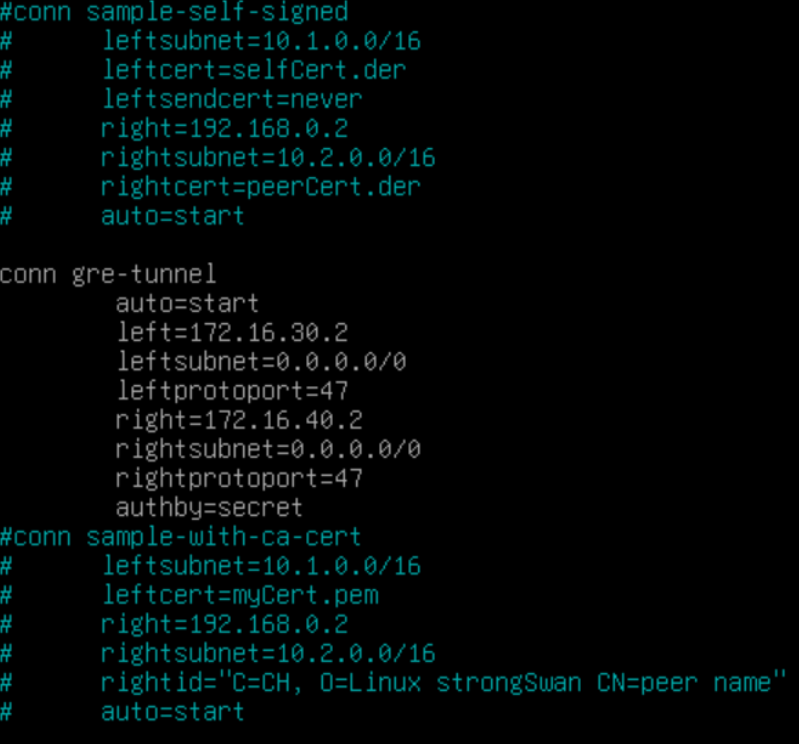 #conn sample-self-signed
#      leftsubnet=10.1.0.0/16
#      leftcert=selfCert.der
#      leftsendcert=never
#      right=192.168.0.2
#      rightsubnet=10.2.0.0/16
#      rightcert=peerCert.der
#      auto=start

conn gre-tunnel
        auto=start
        left=172.16.30.2
        leftsubnet=0.0.0.0/0
        leftprotoport=47
        right=172.16.40.2
        rightsubnet=0.0.0.0/0
        rightprotoport=47
        authby=secret
#conn sample-with-ca-cert
#      leftsubnet=10.1.0.0/16
#      leftcert=myCert.pem
#      right=192.168.0.2
#      rightsubnet=10.2.0.0/16
#      rightid="C=CH, O=Linux strongSwan CN=peer name"
#      auto=start